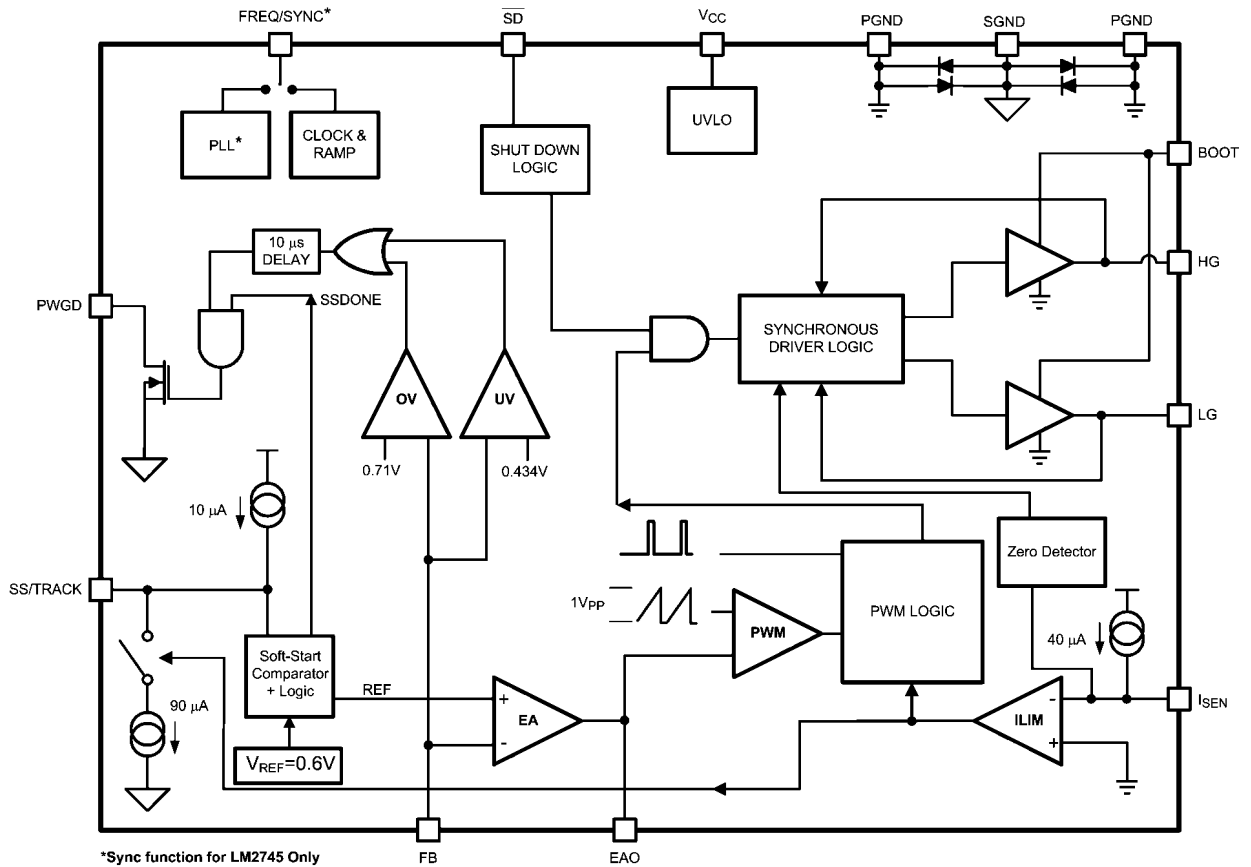 FREQ/SYNC*
SD
VCC
PGND
SGND
PGND
PLL*
CLOCK &
RAMP
SHUT DOWN
LOGIC
UVLO
BOOT
10 μs
DELAY
HG
SSDONE
PWGD
SYNCHRONOUS
DRIVER LOGIC
OV
UV
LG
0.71V
0.434V
10 μA
Zero Detector
SS/TRACK
1VPP
PWM
PWM LOGIC
40 μA
Soft-Start
Comparator
+ Logic
REF
+
EA
-
90 μA
VREF=0.6V
-
ILIM
+
ISEN
*Sync function for LM2745 Only
FB
EAO